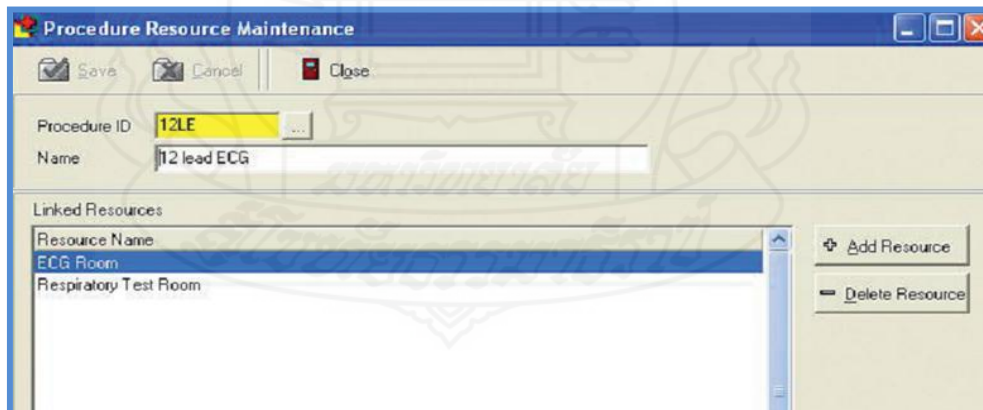 Procedure Resource Maintenance
Save Cancel Close
Procedure ID 12LE ...
Name 12 lead ECG
Linked Resources
Resource Name
ECG Room
Respiratory Test Room
Add Resource
Delete Resource